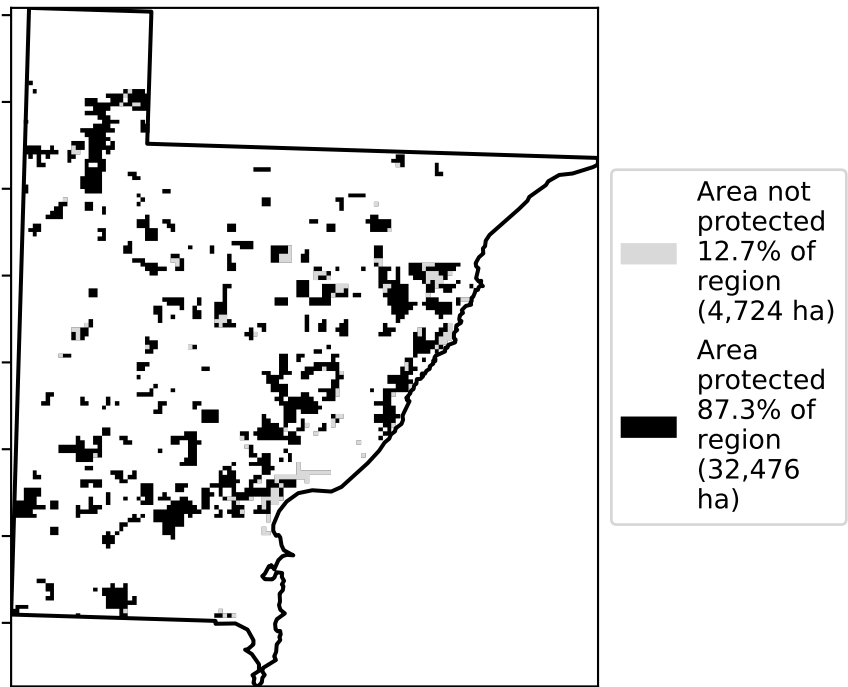 Area not
protected
12.7% of
region
(4,724 ha)
Area
protected
87.3% of
region
(32,476
ha)